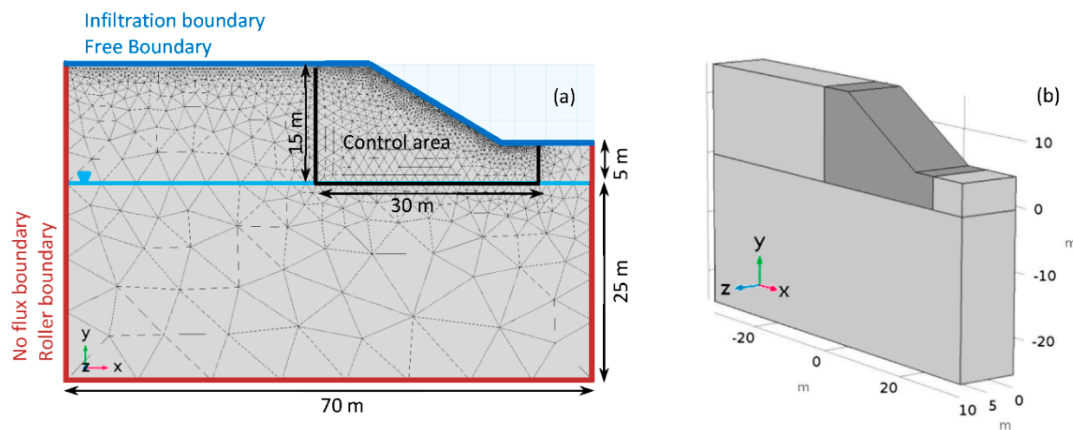 Infiltration boundary
Free Boundary
(a)
15 m
Control area
5 m
30 m
25 m
No flux boundary
Roller boundary
y
z x
70 m
(b)
10
0
m
-10
-20
y
z x
-20
0
m
20
10 5 0
m